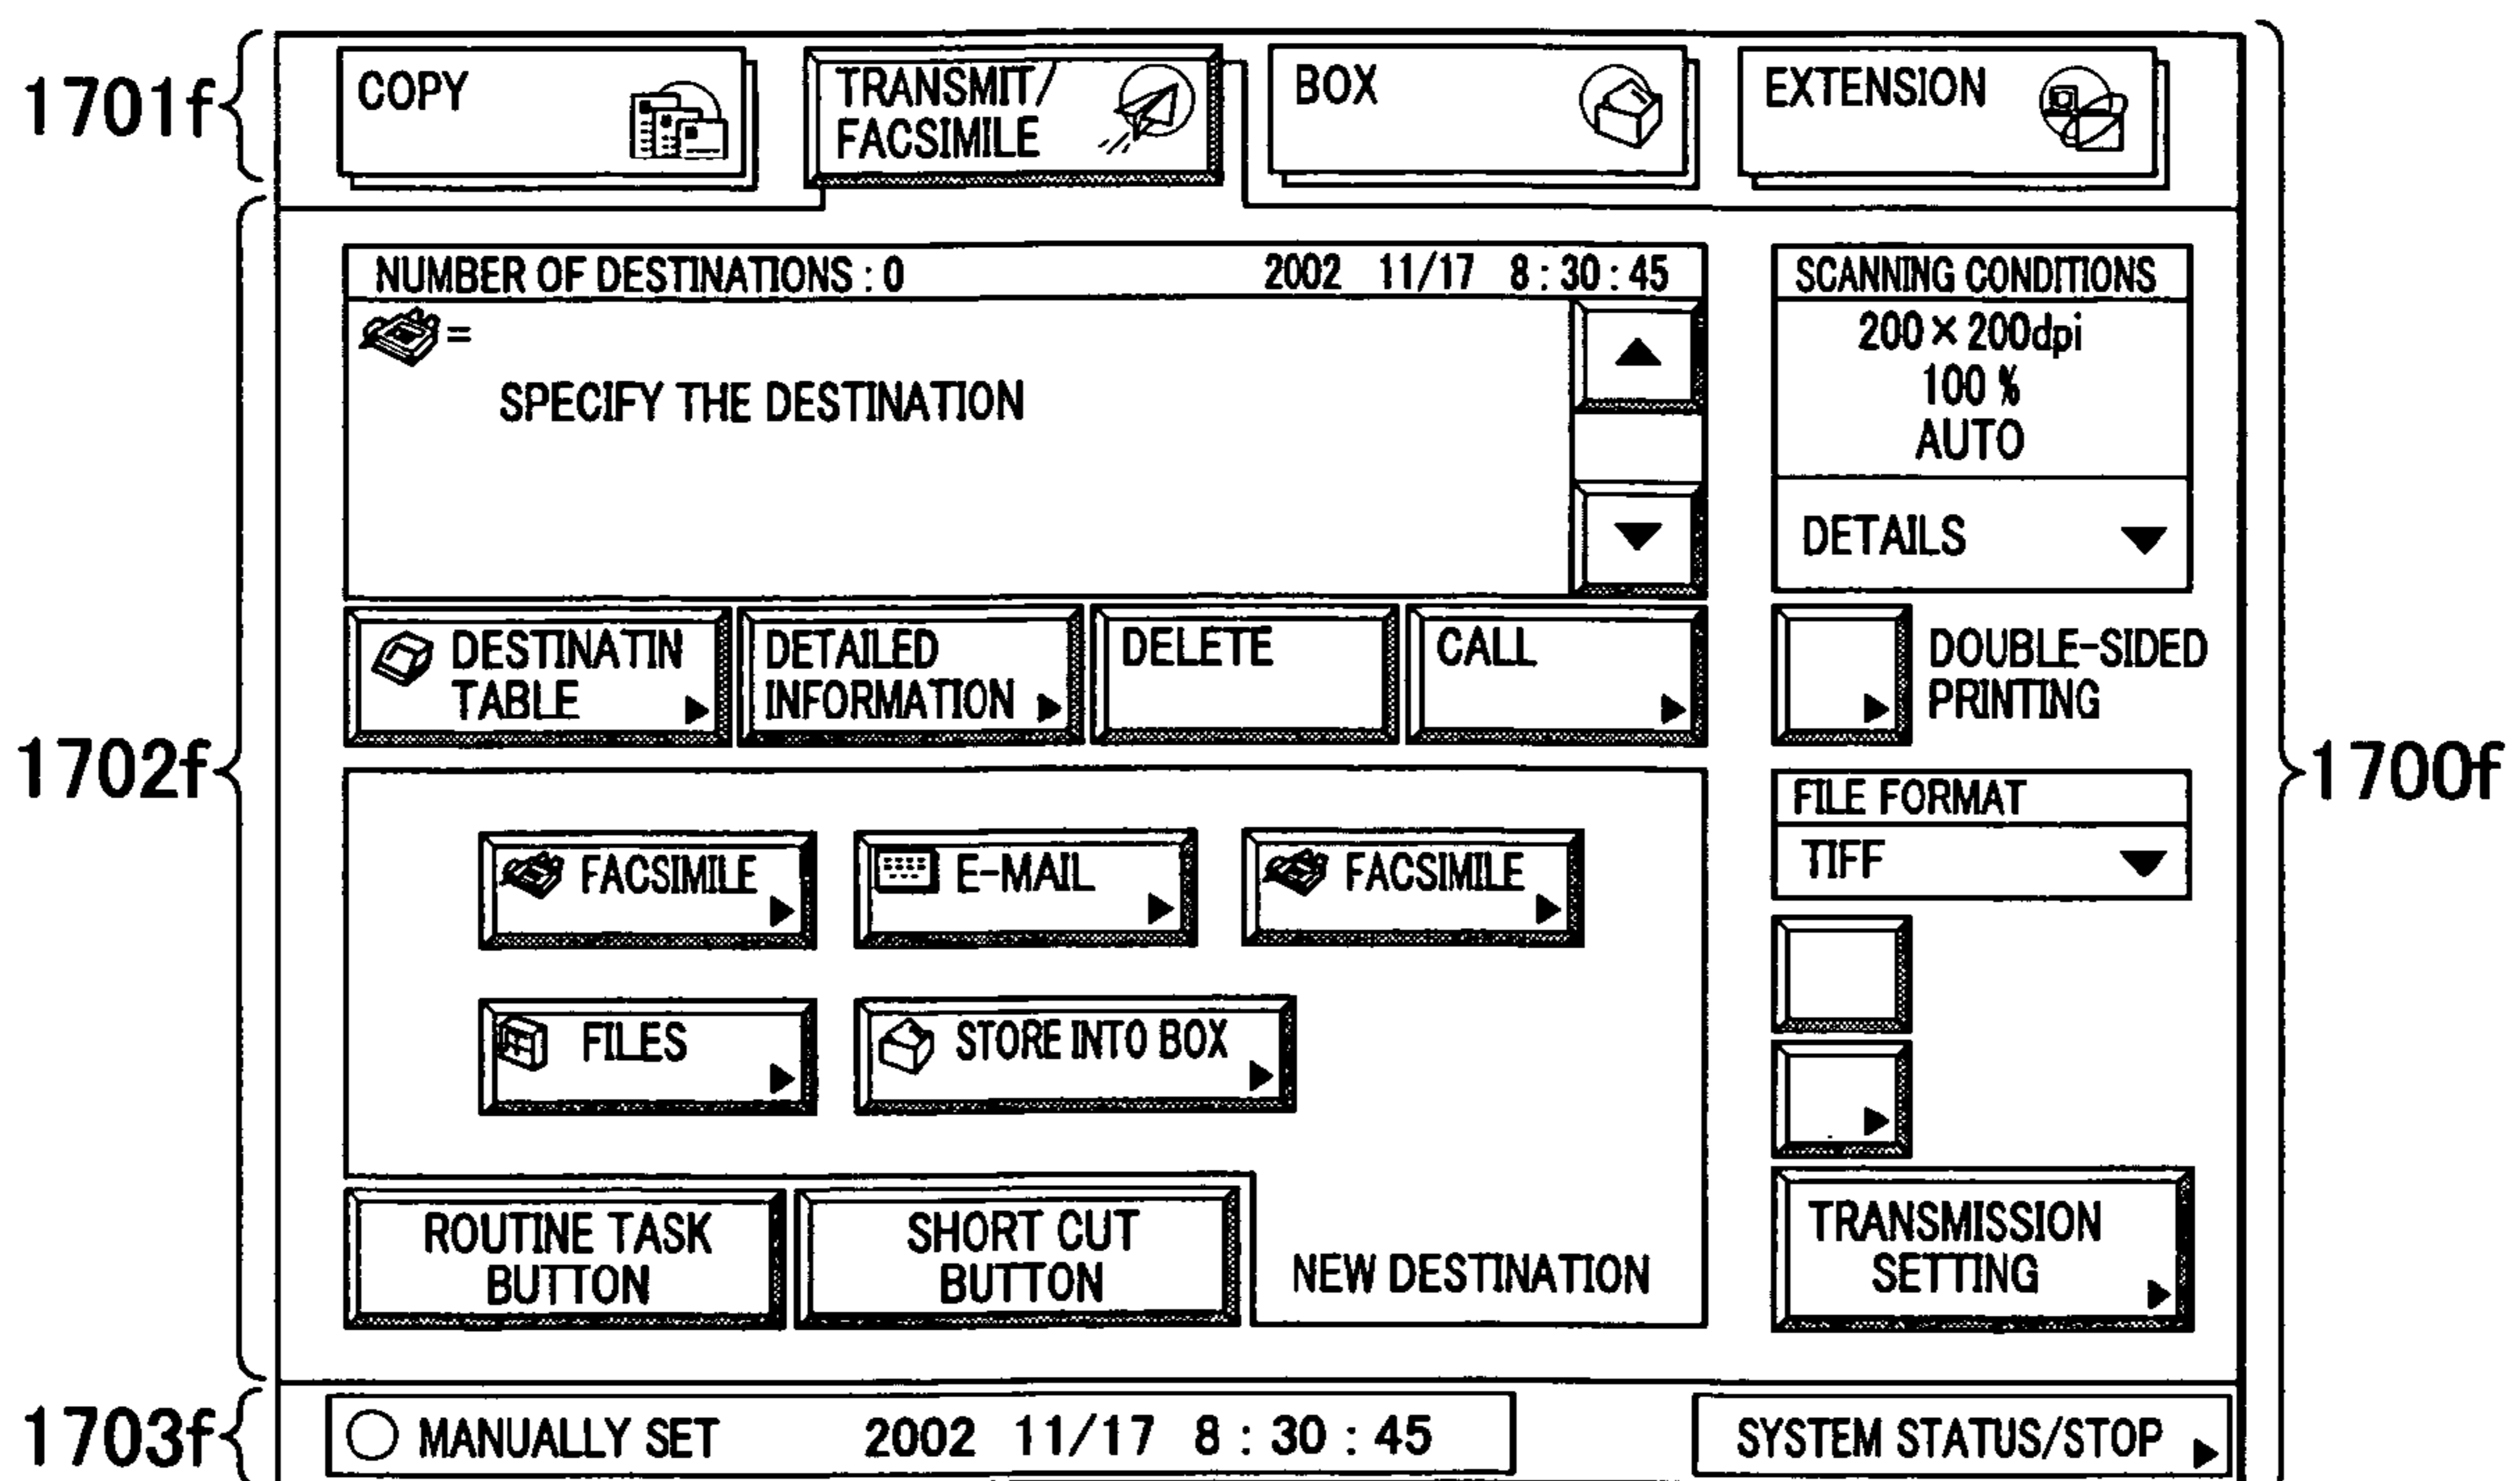 1701f
COPY
TRANSMIT/
FACSIMILE
BOX
EXTENSION
1702f
1700f
NUMBER OF DESTINATIONS : 0 2002 11/17 8 : 30 : 45
=
SPECIFY THE DESTINATION
SCANNING CONDITIONS
200 × 200dpi
100 %
AUTO
DETAILS
DESTINATIN
TABLE
DETAILED
INFORMATION
DELETE
CALL
DOUBLE-SIDED
PRINTING
FACSIMILE
E-MAIL
FACSIMILE
FILES
STORE INTO BOX
FILE FORMAT
TIFF
ROUTINE TASK
BUTTON
SHORT CUT
BUTTON
NEW DESTINATION
TRANSMISSION
SETTING
1703f
MANUALLY SET 2002 11/17 8 : 30 : 45
SYSTEM STATUS/STOP